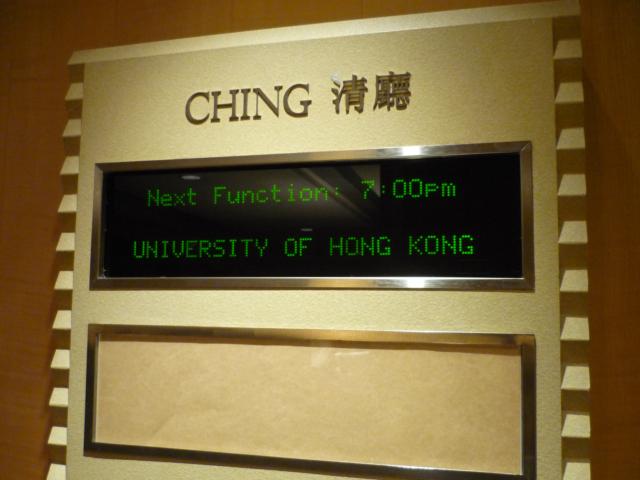 CHING 清廳
Next Function: 7:00pm
UNIVERSITY OF HONG KONG